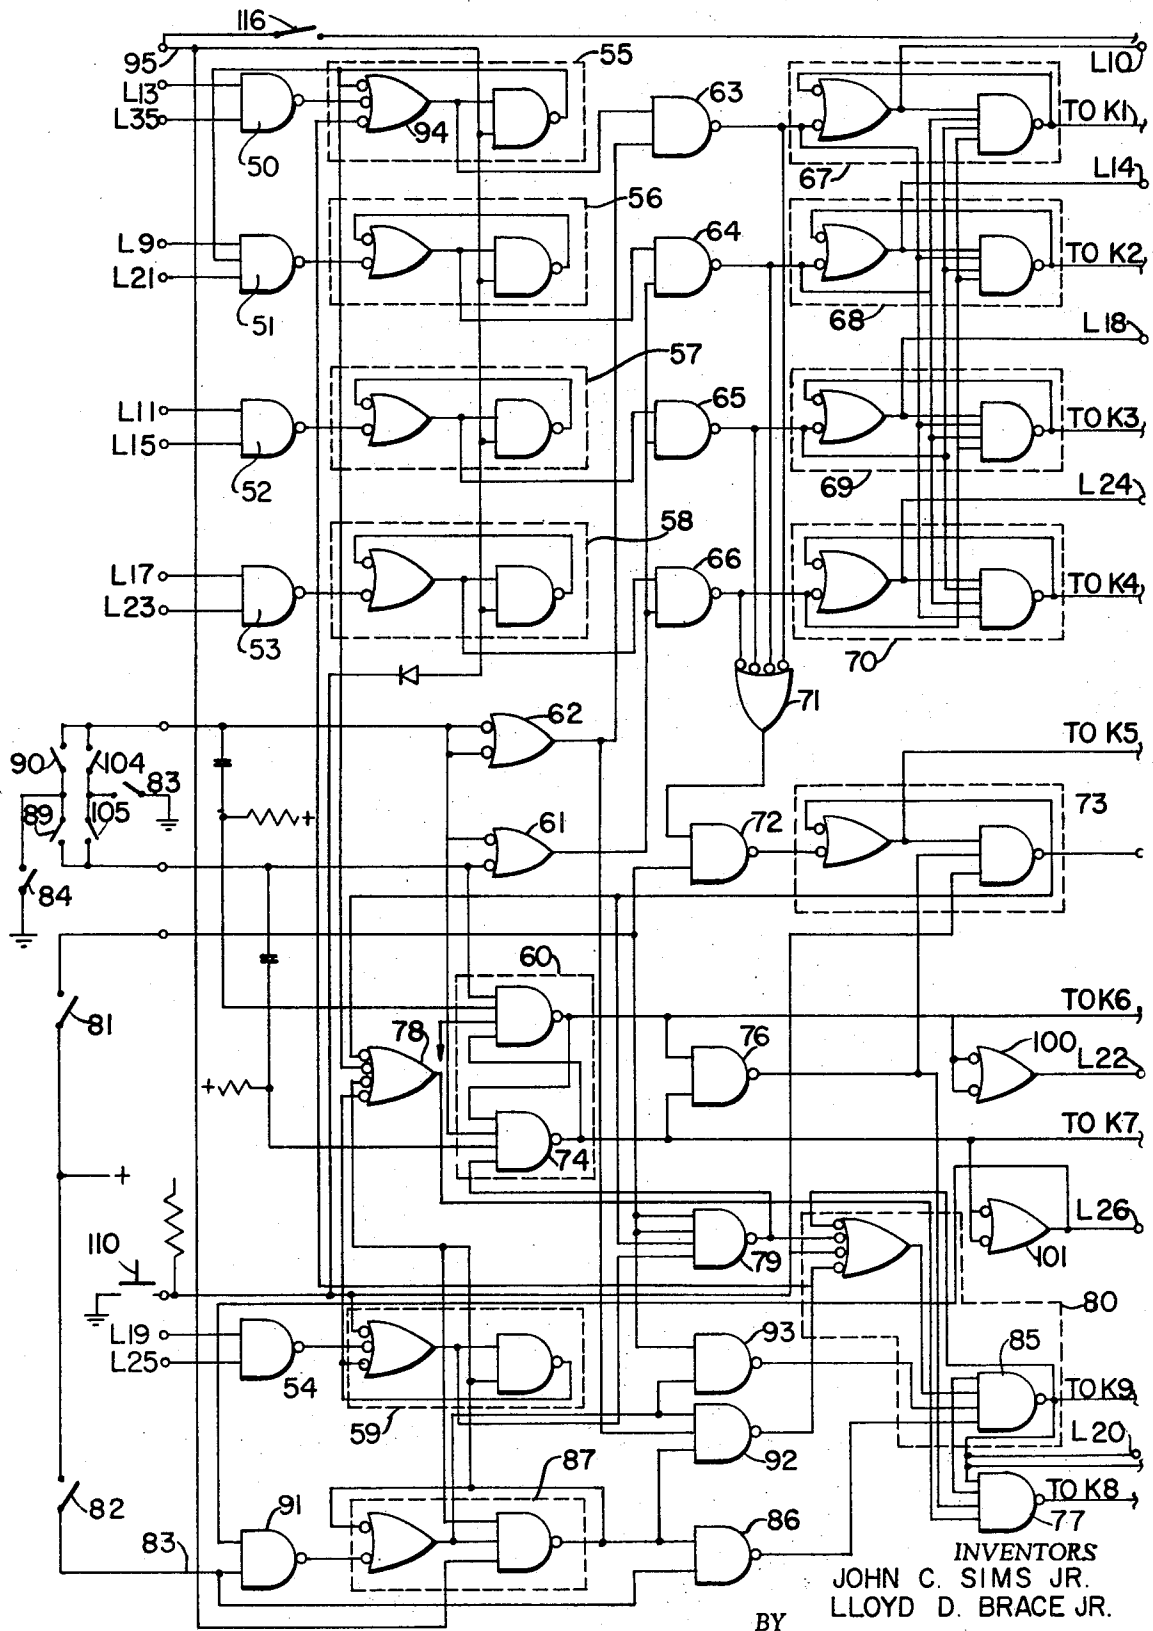 116
95
L13
L35
50
55
94
63
L10
TO K1
67
L14
56
L9
L21
51
64
TO K2
68
L18
57
L11
L15
52
65
TO K3
69
L24
58
L17
L23
53
66
TO K4
70
71
62
TO K5
90
104
83
89
105
+
61
72
73
84
60
81
78
TO K6
76
100
L22
+
74
TO K7
+
L26
101
110
79
80
L19
L25
54
59
93
85
TO K9
92
L20
87
82
91
86
TO K8
77
83
INVENTORS
JOHN C. SIMS JR.
LLOYD D. BRACE JR.
BY